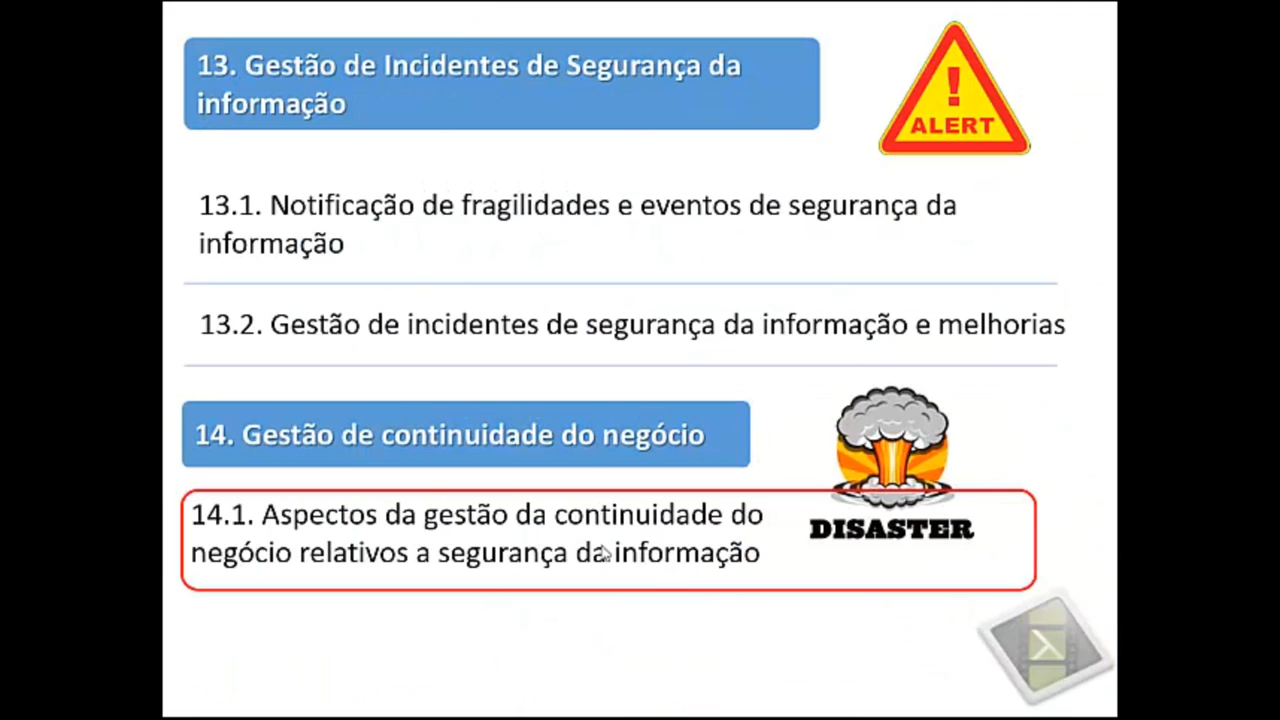 13. Gestão de Incidentes de Segurança da
informação
ALERT
13.1. Notificação de fragilidades e eventos de segurança da
informação
13.2. Gestão de incidentes de segurança da informação e melhorias
14. Gestão de continuidade do negócio
14.1. Aspectos da gestão da continuidade do
negócio relativos a segurança da informação
DISASTER